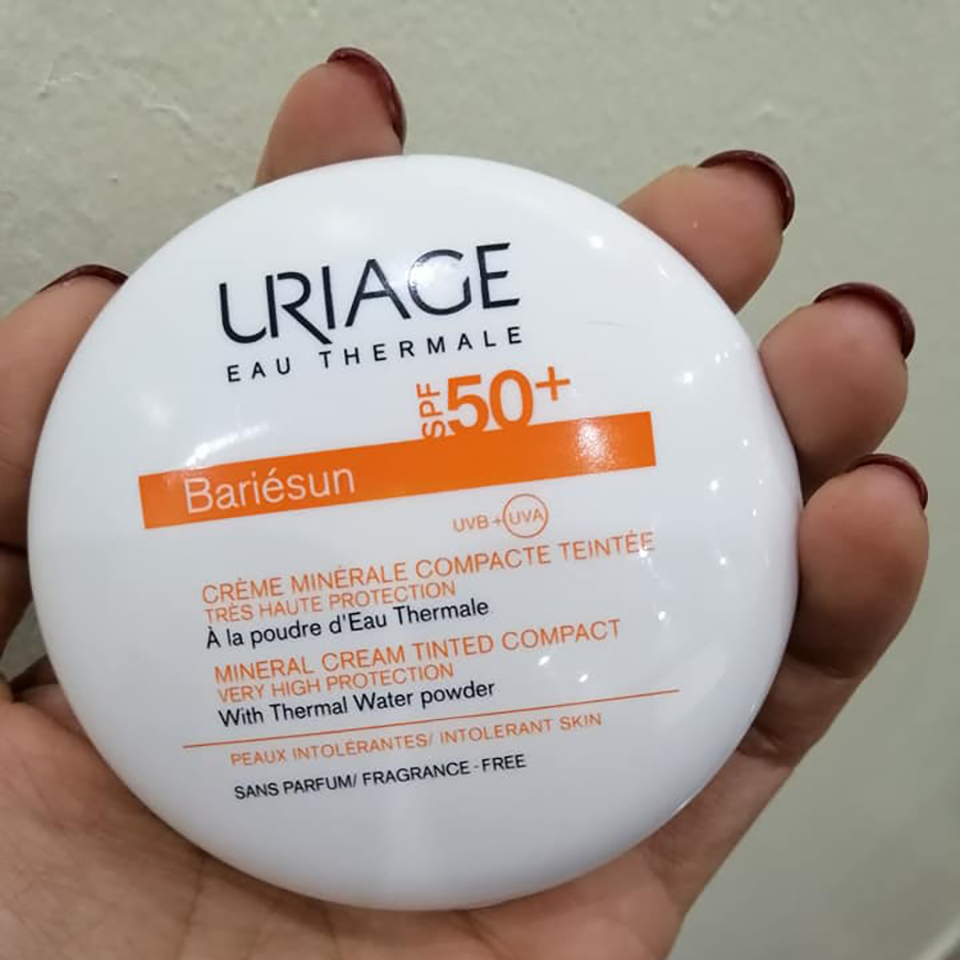 URIAGE
EAU THERMALE
SPF 50+
Bariésun
UVB + UVA
CRÈME MINÉRALE COMPACTE TEINTÉE
TRÈS HAUTE PROTECTION
À la poudre d'Eau Thermale
MINERAL CREAM TINTED COMPACT
VERY HIGH PROTECTION
With Thermal Water powder
PEAUX INTOLÉRANTES/ INTOLERANT SKIN
SANS PARFUM/ FRAGRANCE - FREE